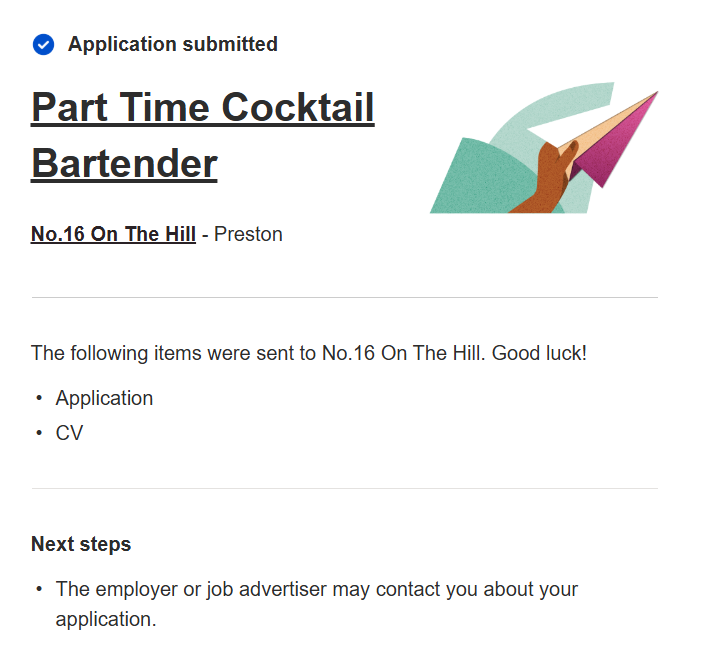 Application submitted
Part Time Cocktail
Bartender
No.16 On The Hill - Preston
The following items were sent to No.16 On The Hill. Good luck!
• Application
• CV
Next steps
• The employer or job advertiser may contact you about your
application.